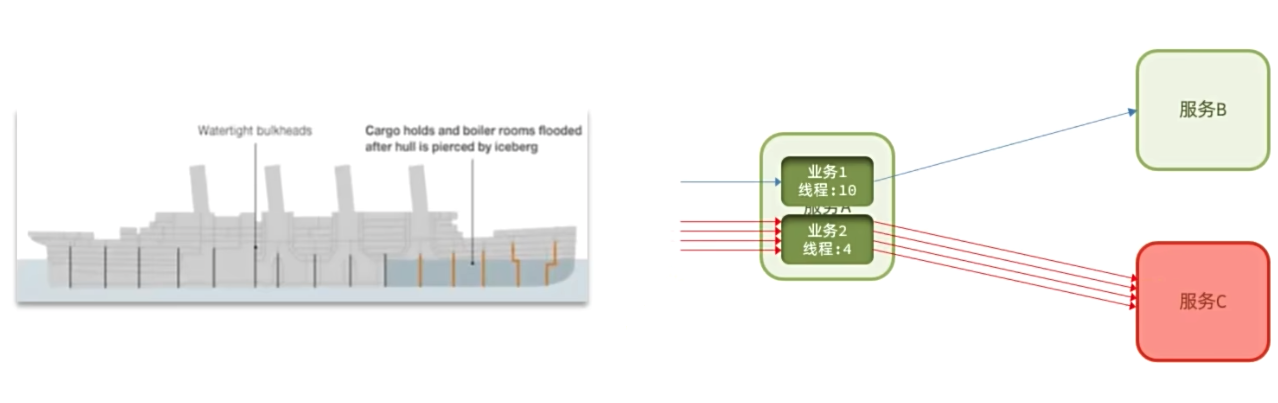 Watertight bulkheads
Cargo holds and boiler rooms flooded
after hull is pierced by iceberg
业务1
线程:10
服务A
业务2
线程:4
服务B
服务C